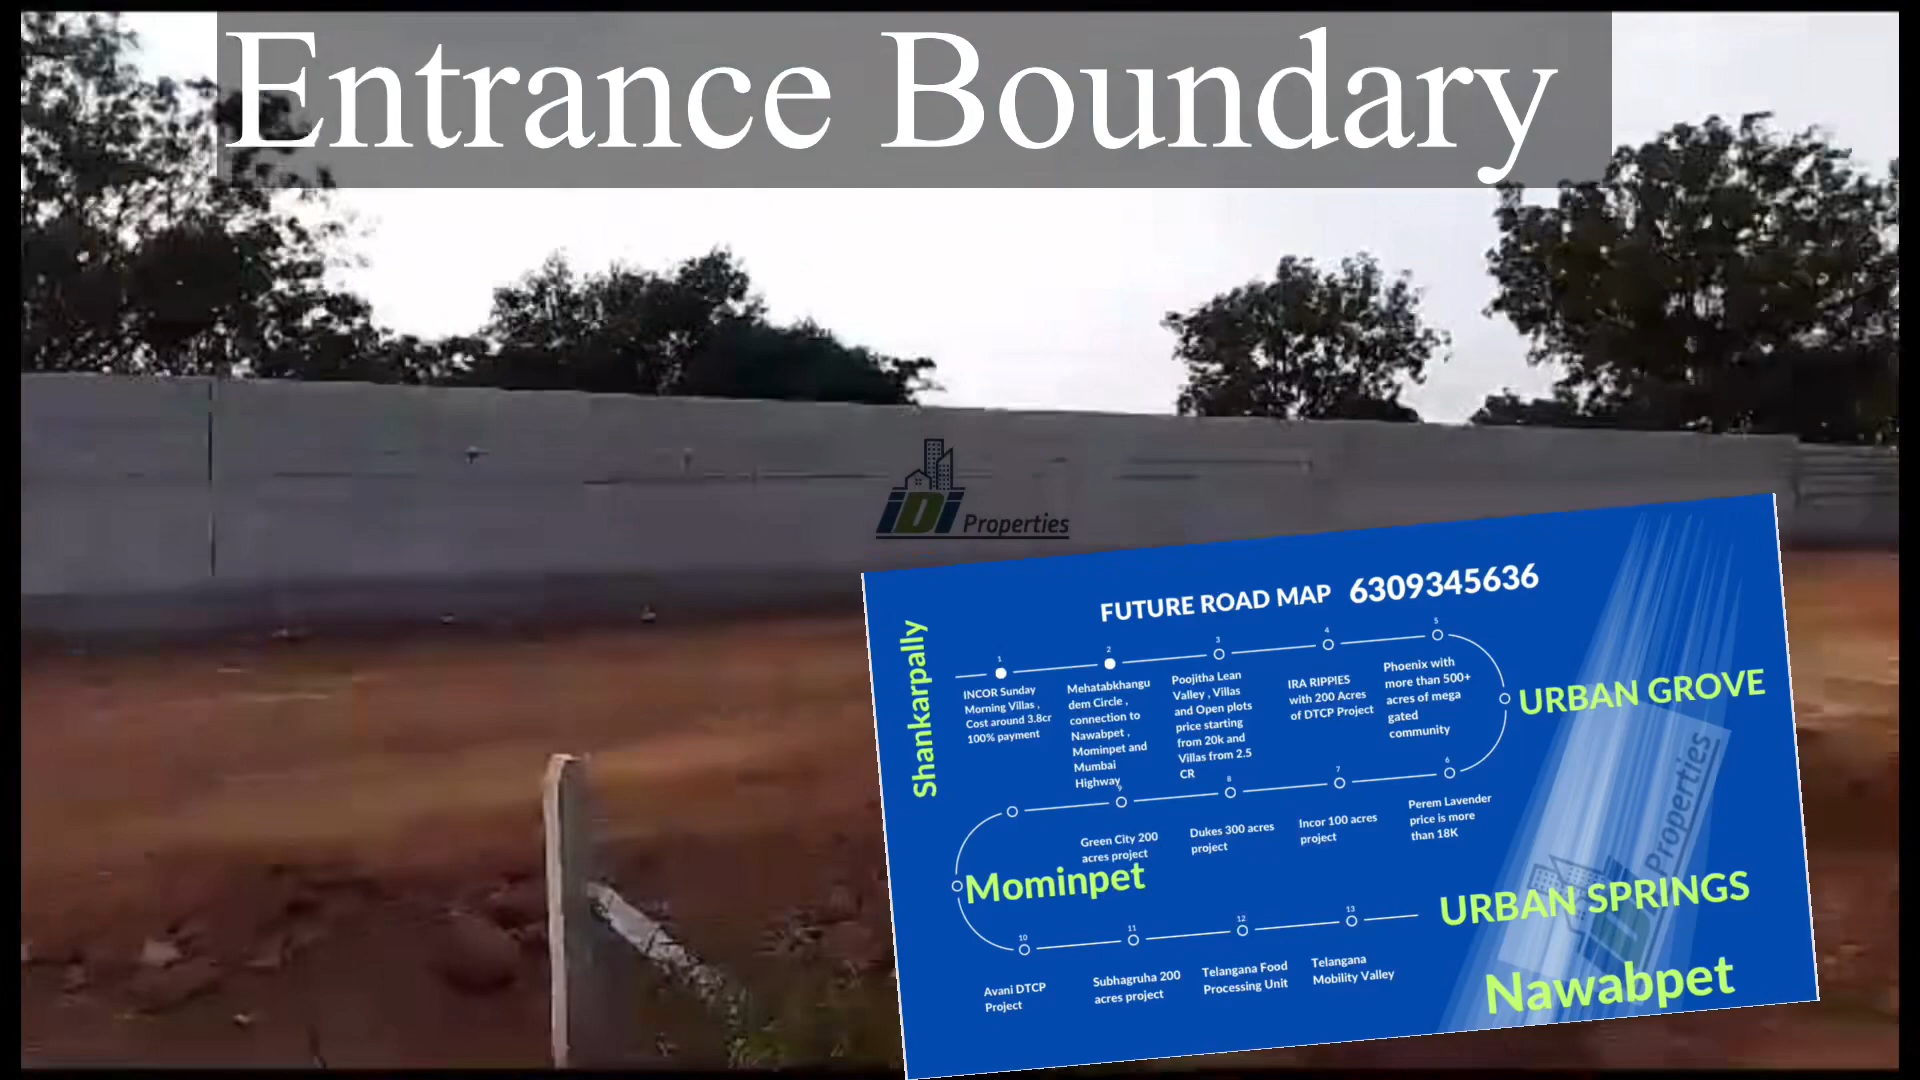 Entrance Boundary
iDi Properties
FUTURE ROAD MAP 6309345636
Shankarpally
1
INCOR Sunday
Morning Villas ,
Cost around 3.8cr
100% payment
2
Mehatabkhangu
dem Circle ,
connection to
Nawabpet ,
Mominpet and
Mumbai
Highway
3
Poojitha Lean
Valley , Villas
and Open plots
price starting
from 20k and
Villas from 2.5
CR
4
IRA RIPPIES
with 200 Acres
of DTCP Project
5
Phoenix with
more than 500+
acres of mega
gated
community
URBAN GROVE
9
Green City 200
acres project
8
Dukes 300 acres
project
7
Incor 100 acres
project
6
Perem Lavender
price is more
than 18K
Mominpet
10
Avani DTCP
Project
11
Subhagruha 200
acres project
12
Telangana Food
Processing Unit
13
Telangana
Mobility Valley
URBAN SPRINGS
iDi Properties
Nawabpet